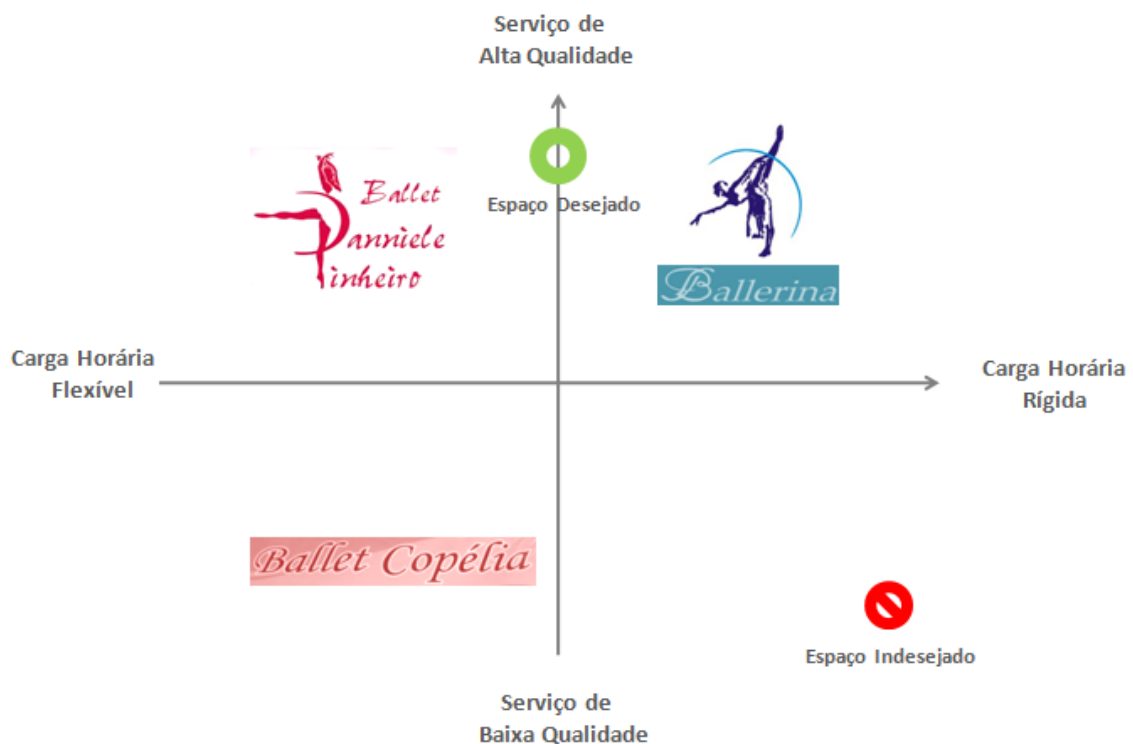 Serviço de
Alta Qualidade
Ballet
Danniele
Pinheiro
Espaço Desejado
Ballerina
Carga Horária
Flexível
Carga Horária
Rígida
Ballet Copélia
Espaço Indesejado
Serviço de
Baixa Qualidade